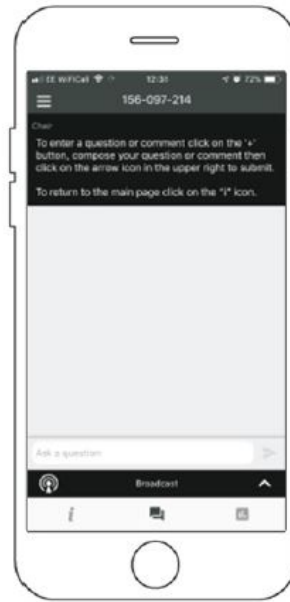 EE WiFiCall 12:31 72%
156-097-214
Chair
To enter a question or comment click on the '+'
button, compose your question or comment then
click on the arrow icon in the upper right to submit.
To return to the main page click on the "i" icon.
Ask a question
Broadcast
i